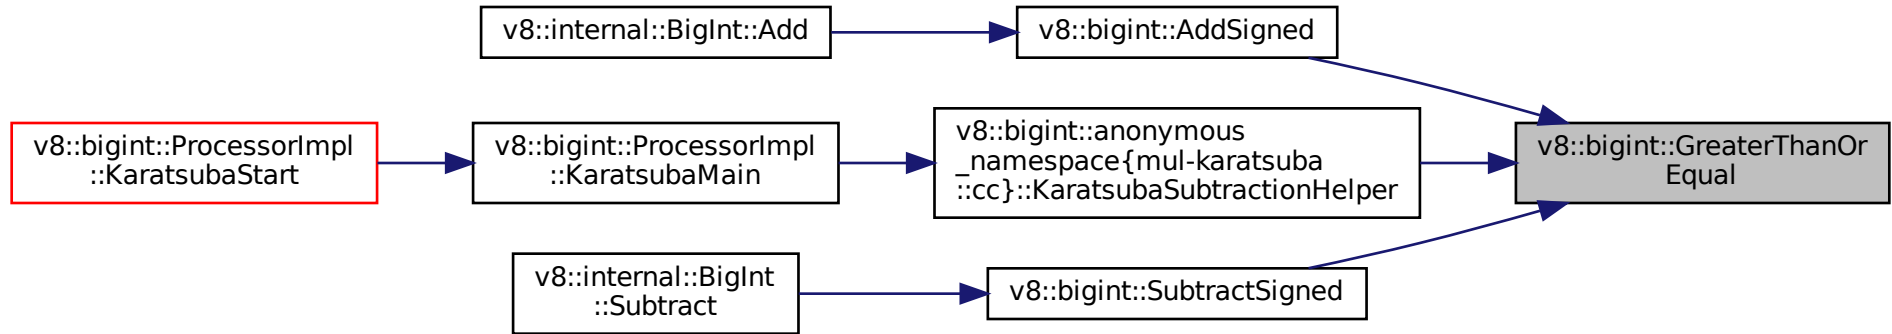 v8::internal::BigInt::Add
v8::bigint::AddSigned
v8::bigint::ProcessorImpl
::KaratsubaStart
v8::bigint::ProcessorImpl
::KaratsubaMain
v8::bigint::anonymous
_namespace{mul-karatsuba
::cc}::KaratsubaSubtractionHelper
v8::bigint::GreaterThanOr
Equal
v8::internal::BigInt
::Subtract
v8::bigint::SubtractSigned